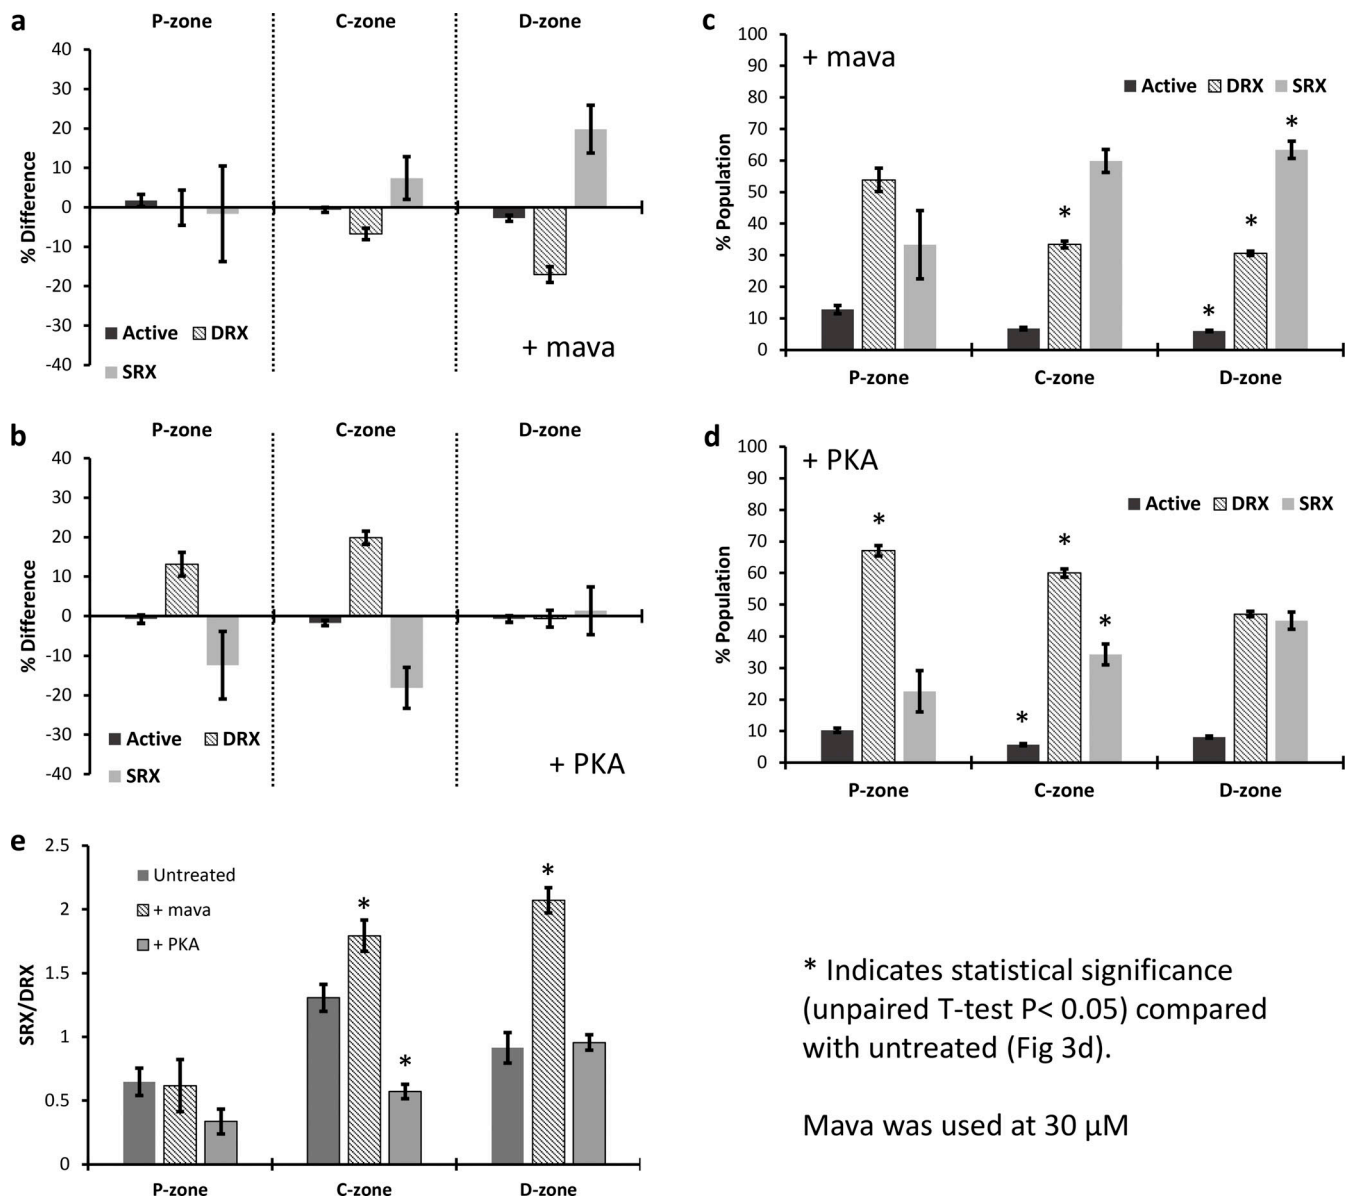 a
P-zone
C-zone
D-zone
40
30
20
10
0
-10
-20
-30
-40
% Difference
Active
DRX
SRX
+ mava
b
P-zone
C-zone
D-zone
40
30
20
10
0
-10
-20
-30
-40
% Difference
Active
DRX
SRX
+ PKA
c
100
90
80
70
60
50
40
30
20
10
0
% Population
+ mava
Active
DRX
SRX
*
*
*
*
P-zone
C-zone
D-zone
d
100
90
80
70
60
50
40
30
20
10
0
% Population
+ PKA
Active
DRX
SRX
*
*
*
*
P-zone
C-zone
D-zone
e
2.5
2
1.5
1
0.5
0
SRX/DRX
Untreated
+ mava
+ PKA
*
*
*
P-zone
C-zone
D-zone
* Indicates statistical significance
(unpaired T-test P< 0.05) compared
with untreated (Fig 3d).
Mava was used at 30 μM